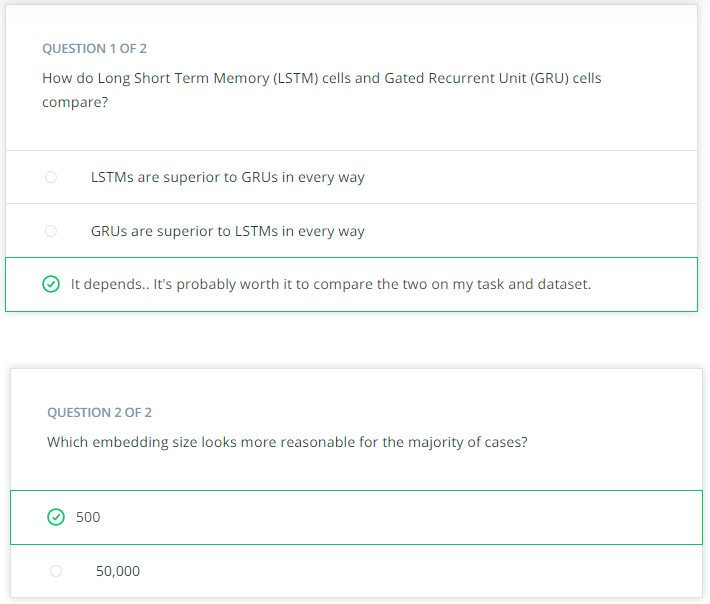 QUESTION 1 OF 2
How do Long Short Term Memory (LSTM) cells and Gated Recurrent Unit (GRU) cells
compare?
LSTMs are superior to GRUs in every way
GRUs are superior to LSTMs in every way
It depends.. It's probably worth it to compare the two on my task and dataset.
QUESTION 2 OF 2
Which embedding size looks more reasonable for the majority of cases?
500
50,000